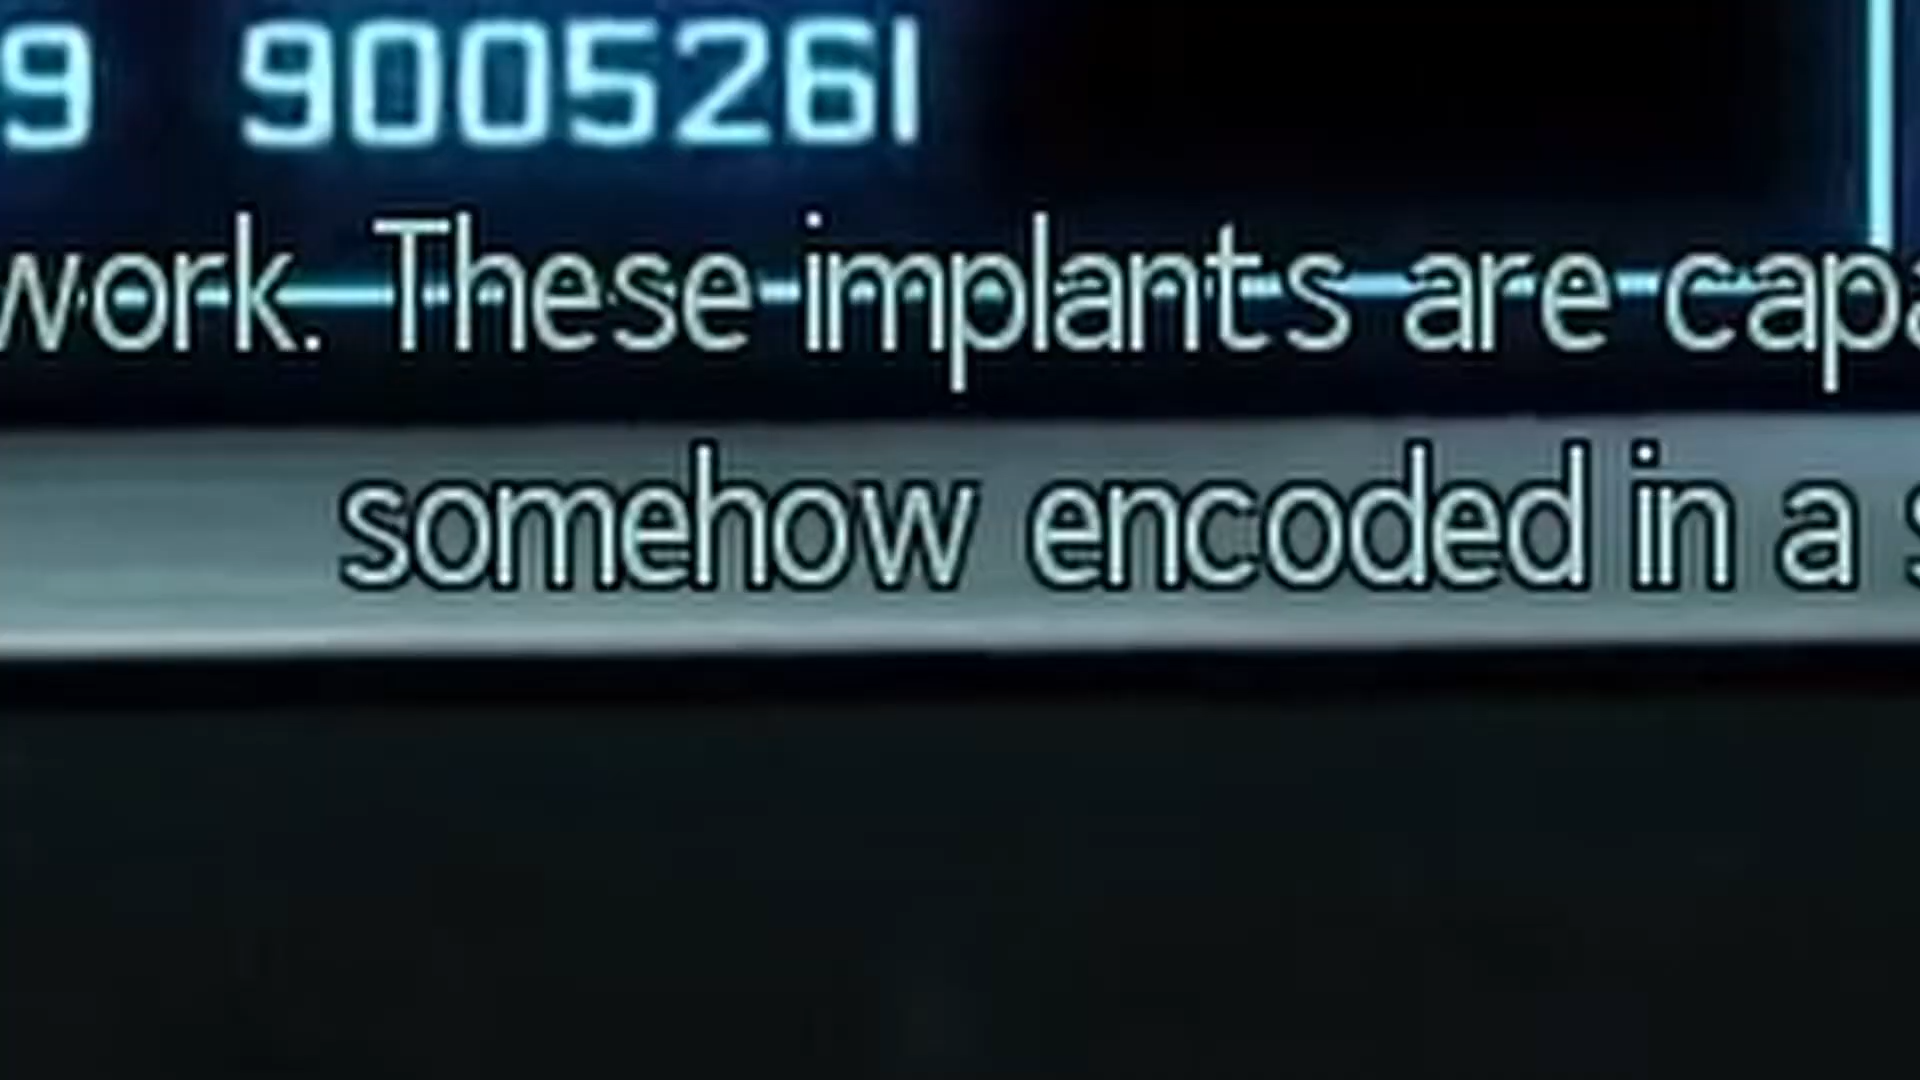 9 9005261
work. These implants are capa
somehow encoded in a s